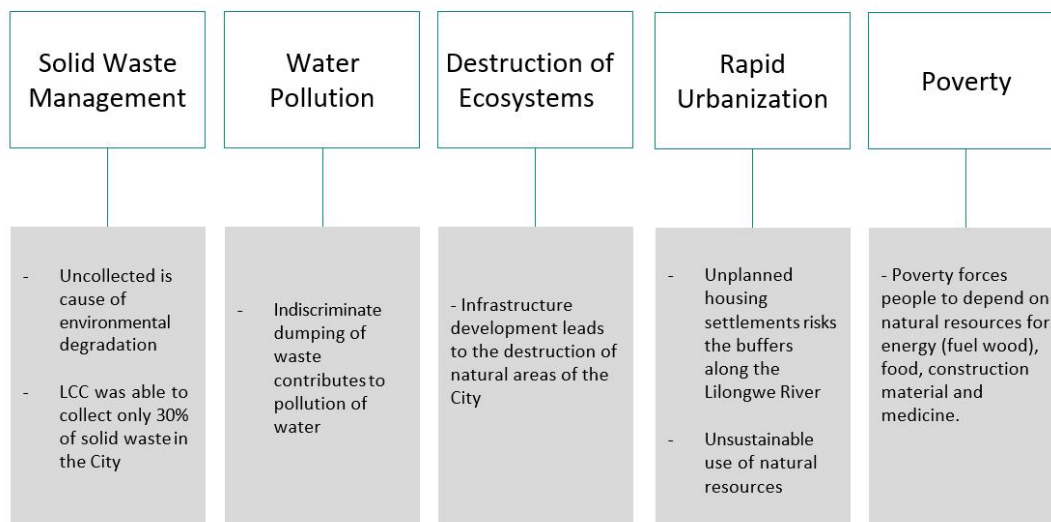 Solid Waste
Management
Water
Pollution
Destruction of
Ecosystems
Rapid
Urbanization
Poverty
- Uncollected is
cause of
environmental
degradation
- LCC was able to
collect only 30%
of solid waste in
the City
- Indiscriminate
dumping of
waste
contributes to
pollution of
water
- Infrastructure
development leads
to the destruction of
natural areas of the
City
- Unplanned
housing
settlements risks
the buffers
along the
Lilongwe River
- Unsustainable
use of natural
resources
- Poverty forces
people to depend on
natural resources for
energy (fuel wood),
food, construction
material and
medicine.